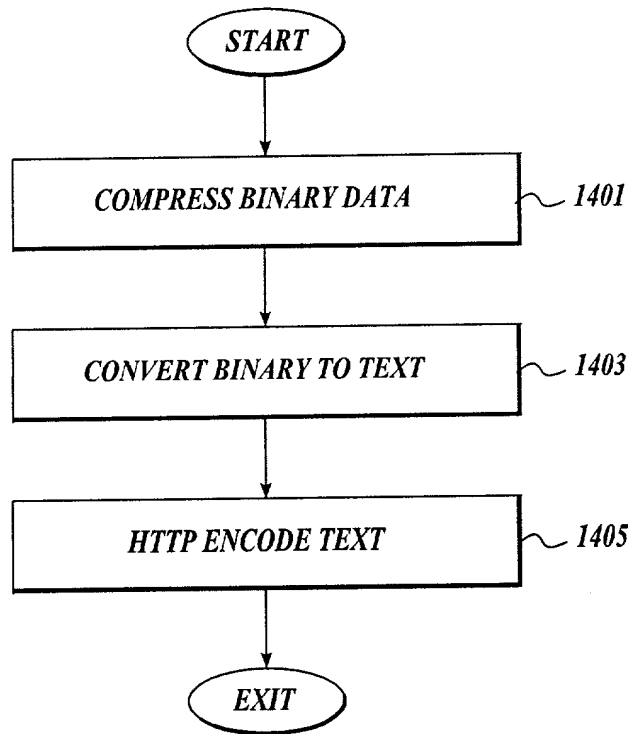 START
COMPRESS BINARY DATA
1401
CONVERT BINARY TO TEXT
1403
HTTP ENCODE TEXT
1405
EXIT